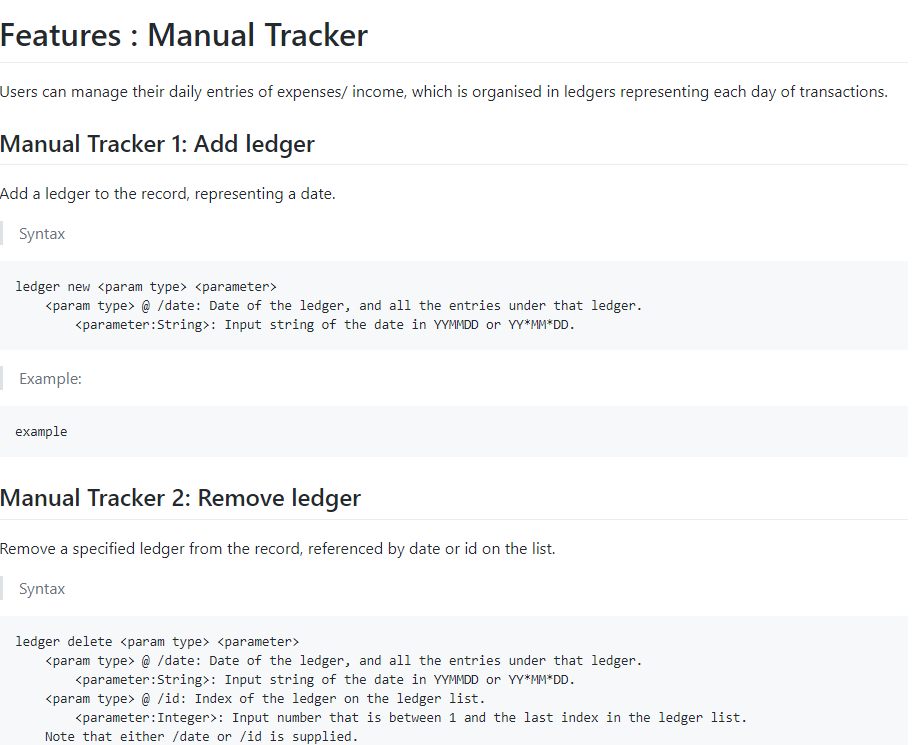 Features : Manual Tracker
Users can manage their daily entries of expenses/ income, which is organised in ledgers representing each day of transactions.
Manual Tracker 1: Add ledger
Add a ledger to the record, representing a date.
Syntax
ledger new <param type> <parameter>
<param type> @ /date: Date of the ledger, and all the entries under that ledger.
<parameter:String>: Input string of the date in YYMMDD or YY*MM*DD.
Example:
example
Manual Tracker 2: Remove ledger
Remove a specified ledger from the record, referenced by date or id on the list.
Syntax
ledger delete <param type> <parameter>
<param type> @ /date: Date of the ledger, and all the entries under that ledger.
<parameter:String>: Input string of the date in YYMMDD or YY*MM*DD.
<param type> @ /id: Index of the ledger on the ledger list.
<parameter:Integer>: Input number that is between 1 and the last index in the ledger list.
Note that either /date or /id is supplied.